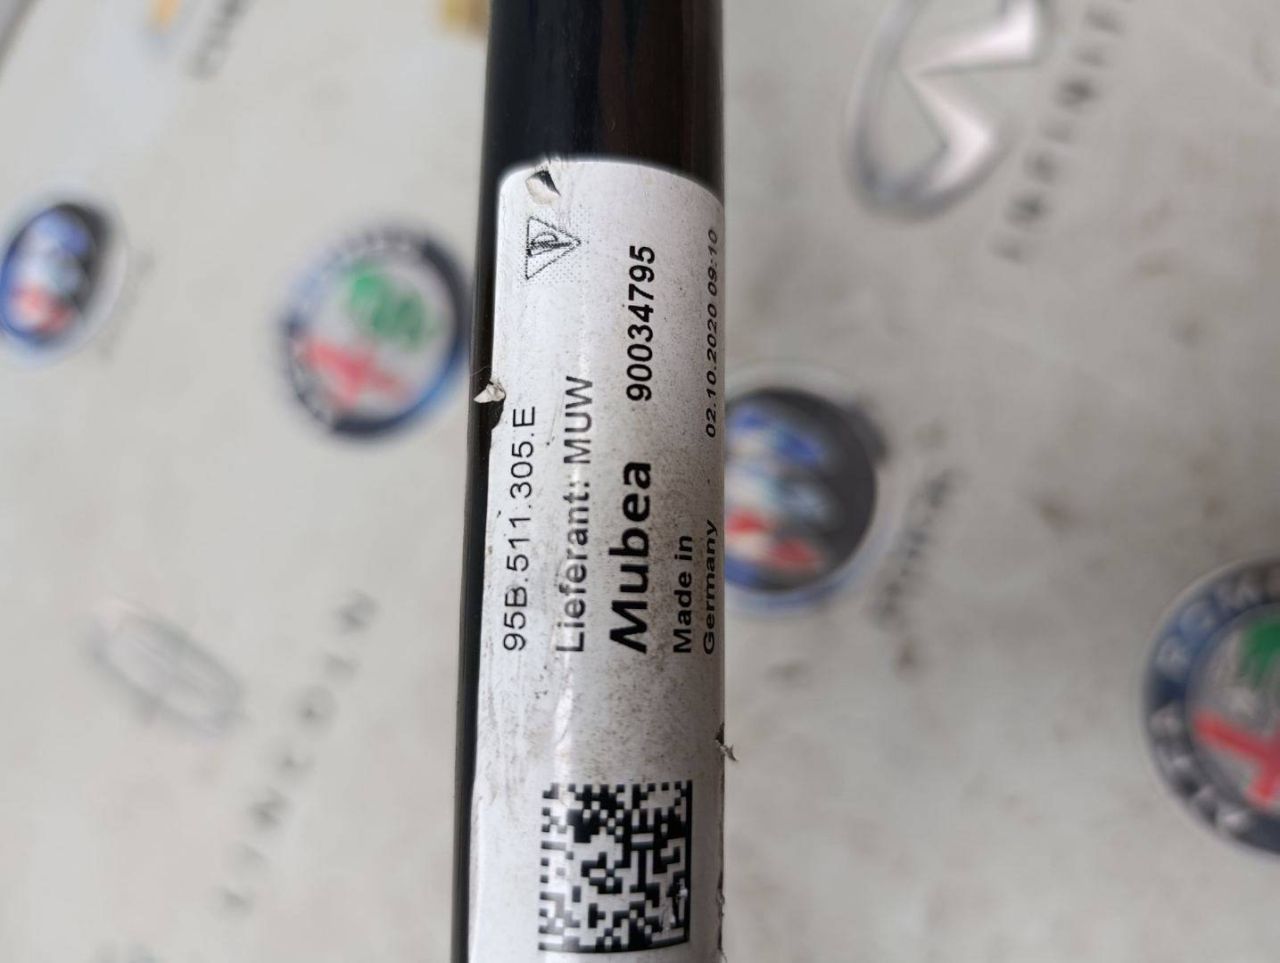 95B.511.305.E
Lieferant: MUW
Mubea 90034795
Made in
Germany 02.10.2020 09:10